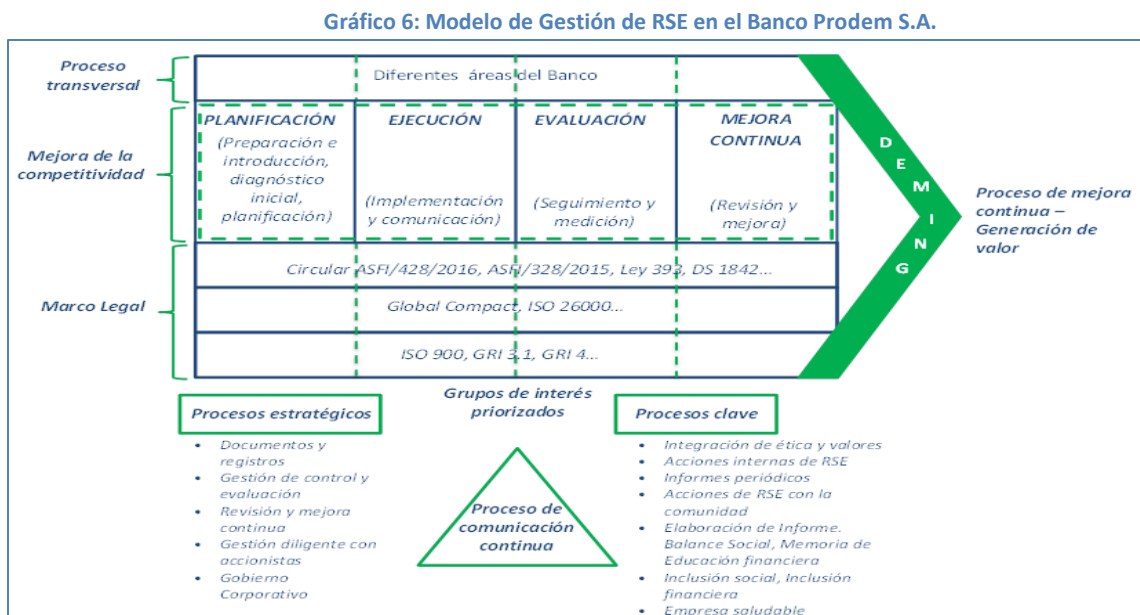 Gráfico 6: Modelo de Gestión de RSE en el Banco Prodem S.A.
Proceso
transversal
Diferentes áreas del Banco
Mejora de la
competitividad
PLANIFICACIÓN
(Preparación e
introducción,
diagnóstico
inicial,
planificación)
EJECUCIÓN
(Implementación
y comunicación)
EVALUACIÓN
(Seguimiento y
medición)
MEJORA
CONTINUA
(Revisión y
mejora)
DEMING
Proceso de mejora
continua –
Generación de
valor
Marco Legal
Circular ASFI/428/2016, ASFI/328/2015, Ley 393, DS 1842...
Global Compact, ISO 26000...
ISO 900, GRI 3.1, GRI 4...
Procesos estratégicos
• Documentos y
registros
• Gestión de control y
evaluación
• Revisión y mejora
continua
• Gestión diligente con
accionistas
• Gobierno
Corporativo
Grupos de interés
priorizados
Proceso de
comunicación
continua
Procesos clave
• Integración de ética y valores
• Acciones internas de RSE
• Informes periódicos
• Acciones de RSE con la
comunidad
• Elaboración de Informe.
Balance Social, Memoria de
Educación financiera
• Inclusión social, Inclusión
financiera
• Empresa saludable